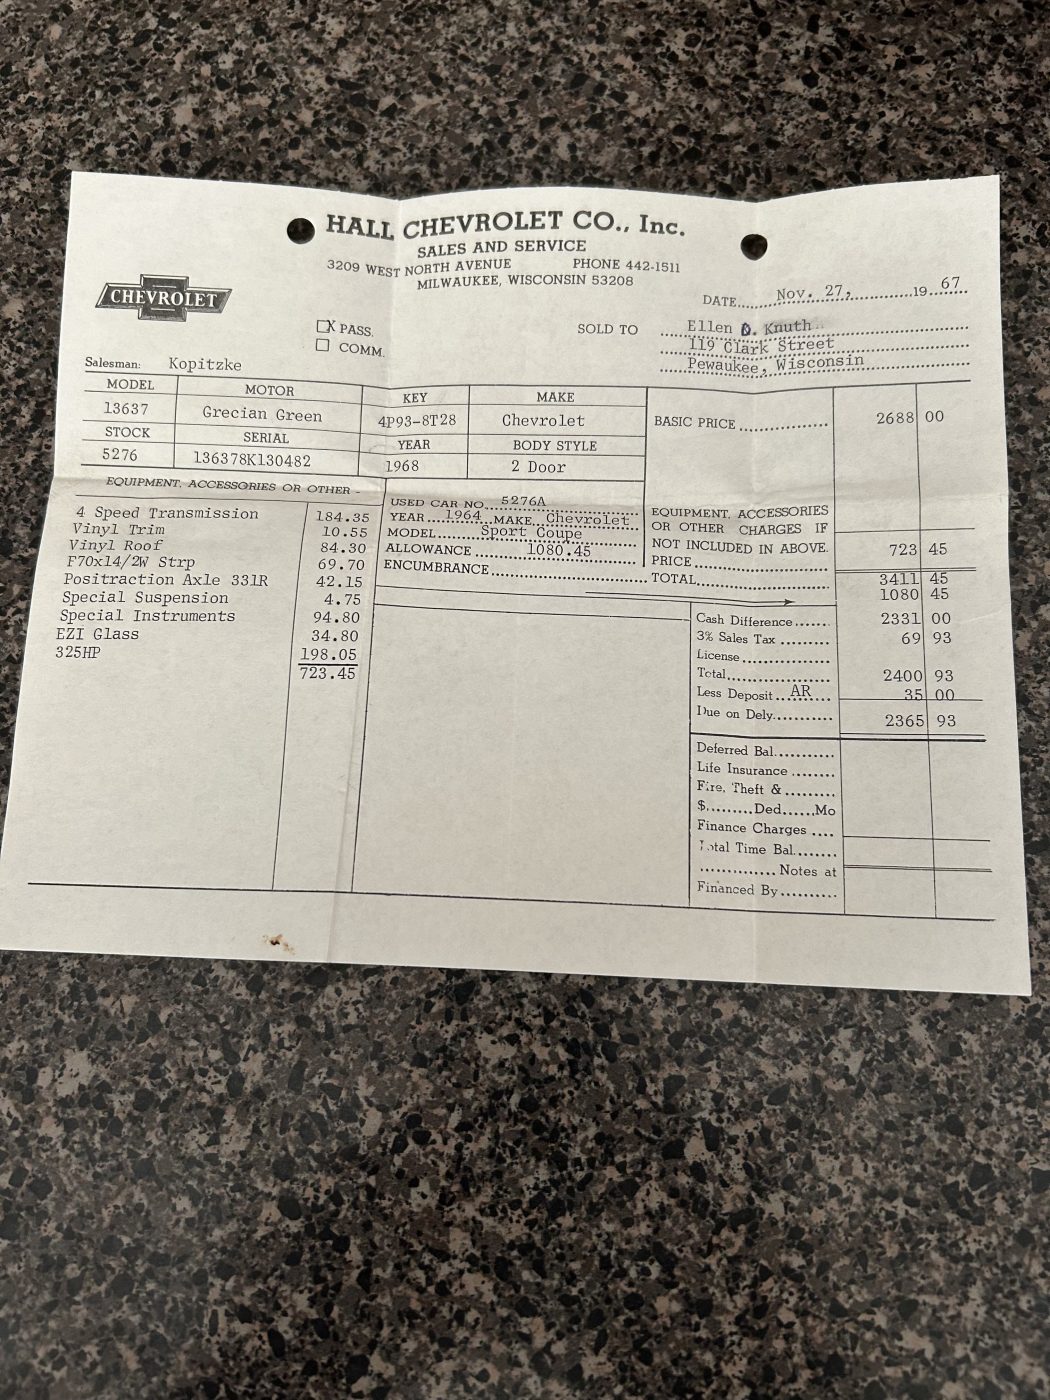 HALL CHEVROLET CO., Inc.
SALES AND SERVICE
3209 WEST NORTH AVENUE PHONE 442-1511
MILWAUKEE, WISCONSIN 53208
CHEVROLET
DATE Nov. 27, 19 67
X PASS.
COMM.
SOLD TO Ellen D. Knuth
119 Clark Street
Pewaukee, Wisconsin
Salesman: Kopitzke
MODEL MOTOR KEY MAKE
13637 Grecian Green 4P93-8T28 Chevrolet
STOCK SERIAL YEAR BODY STYLE
5276 136378K130482 1968 2 Door
BASIC PRICE 2688 00
EQUIPMENT, ACCESSORIES OR OTHER -
4 Speed Transmission 184.35
Vinyl Trim 10.55
Vinyl Roof 84.30
F70x14/2W Strp 69.70
Positraction Axle 331R 42.15
Special Suspension 4.75
Special Instruments 94.80
EZI Glass 34.80
325HP 198.05
723.45
USED CAR NO. 5276A
YEAR 1964 MAKE Chevrolet
MODEL Sport Coupe
ALLOWANCE 1080.45
ENCUMBRANCE
EQUIPMENT, ACCESSORIES
OR OTHER CHARGES IF
NOT INCLUDED IN ABOVE.
PRICE 723 45
TOTAL 3411 45
1080 45
Cash Difference 2331 00
3% Sales Tax 69 93
License
Total 2400 93
Less Deposit AR 35 00
Due on Dely. 2365 93
Deferred Bal.
Life Insurance
Fire, Theft &
$ Ded. Mo
Finance Charges
Total Time Bal.
Notes at
Financed By